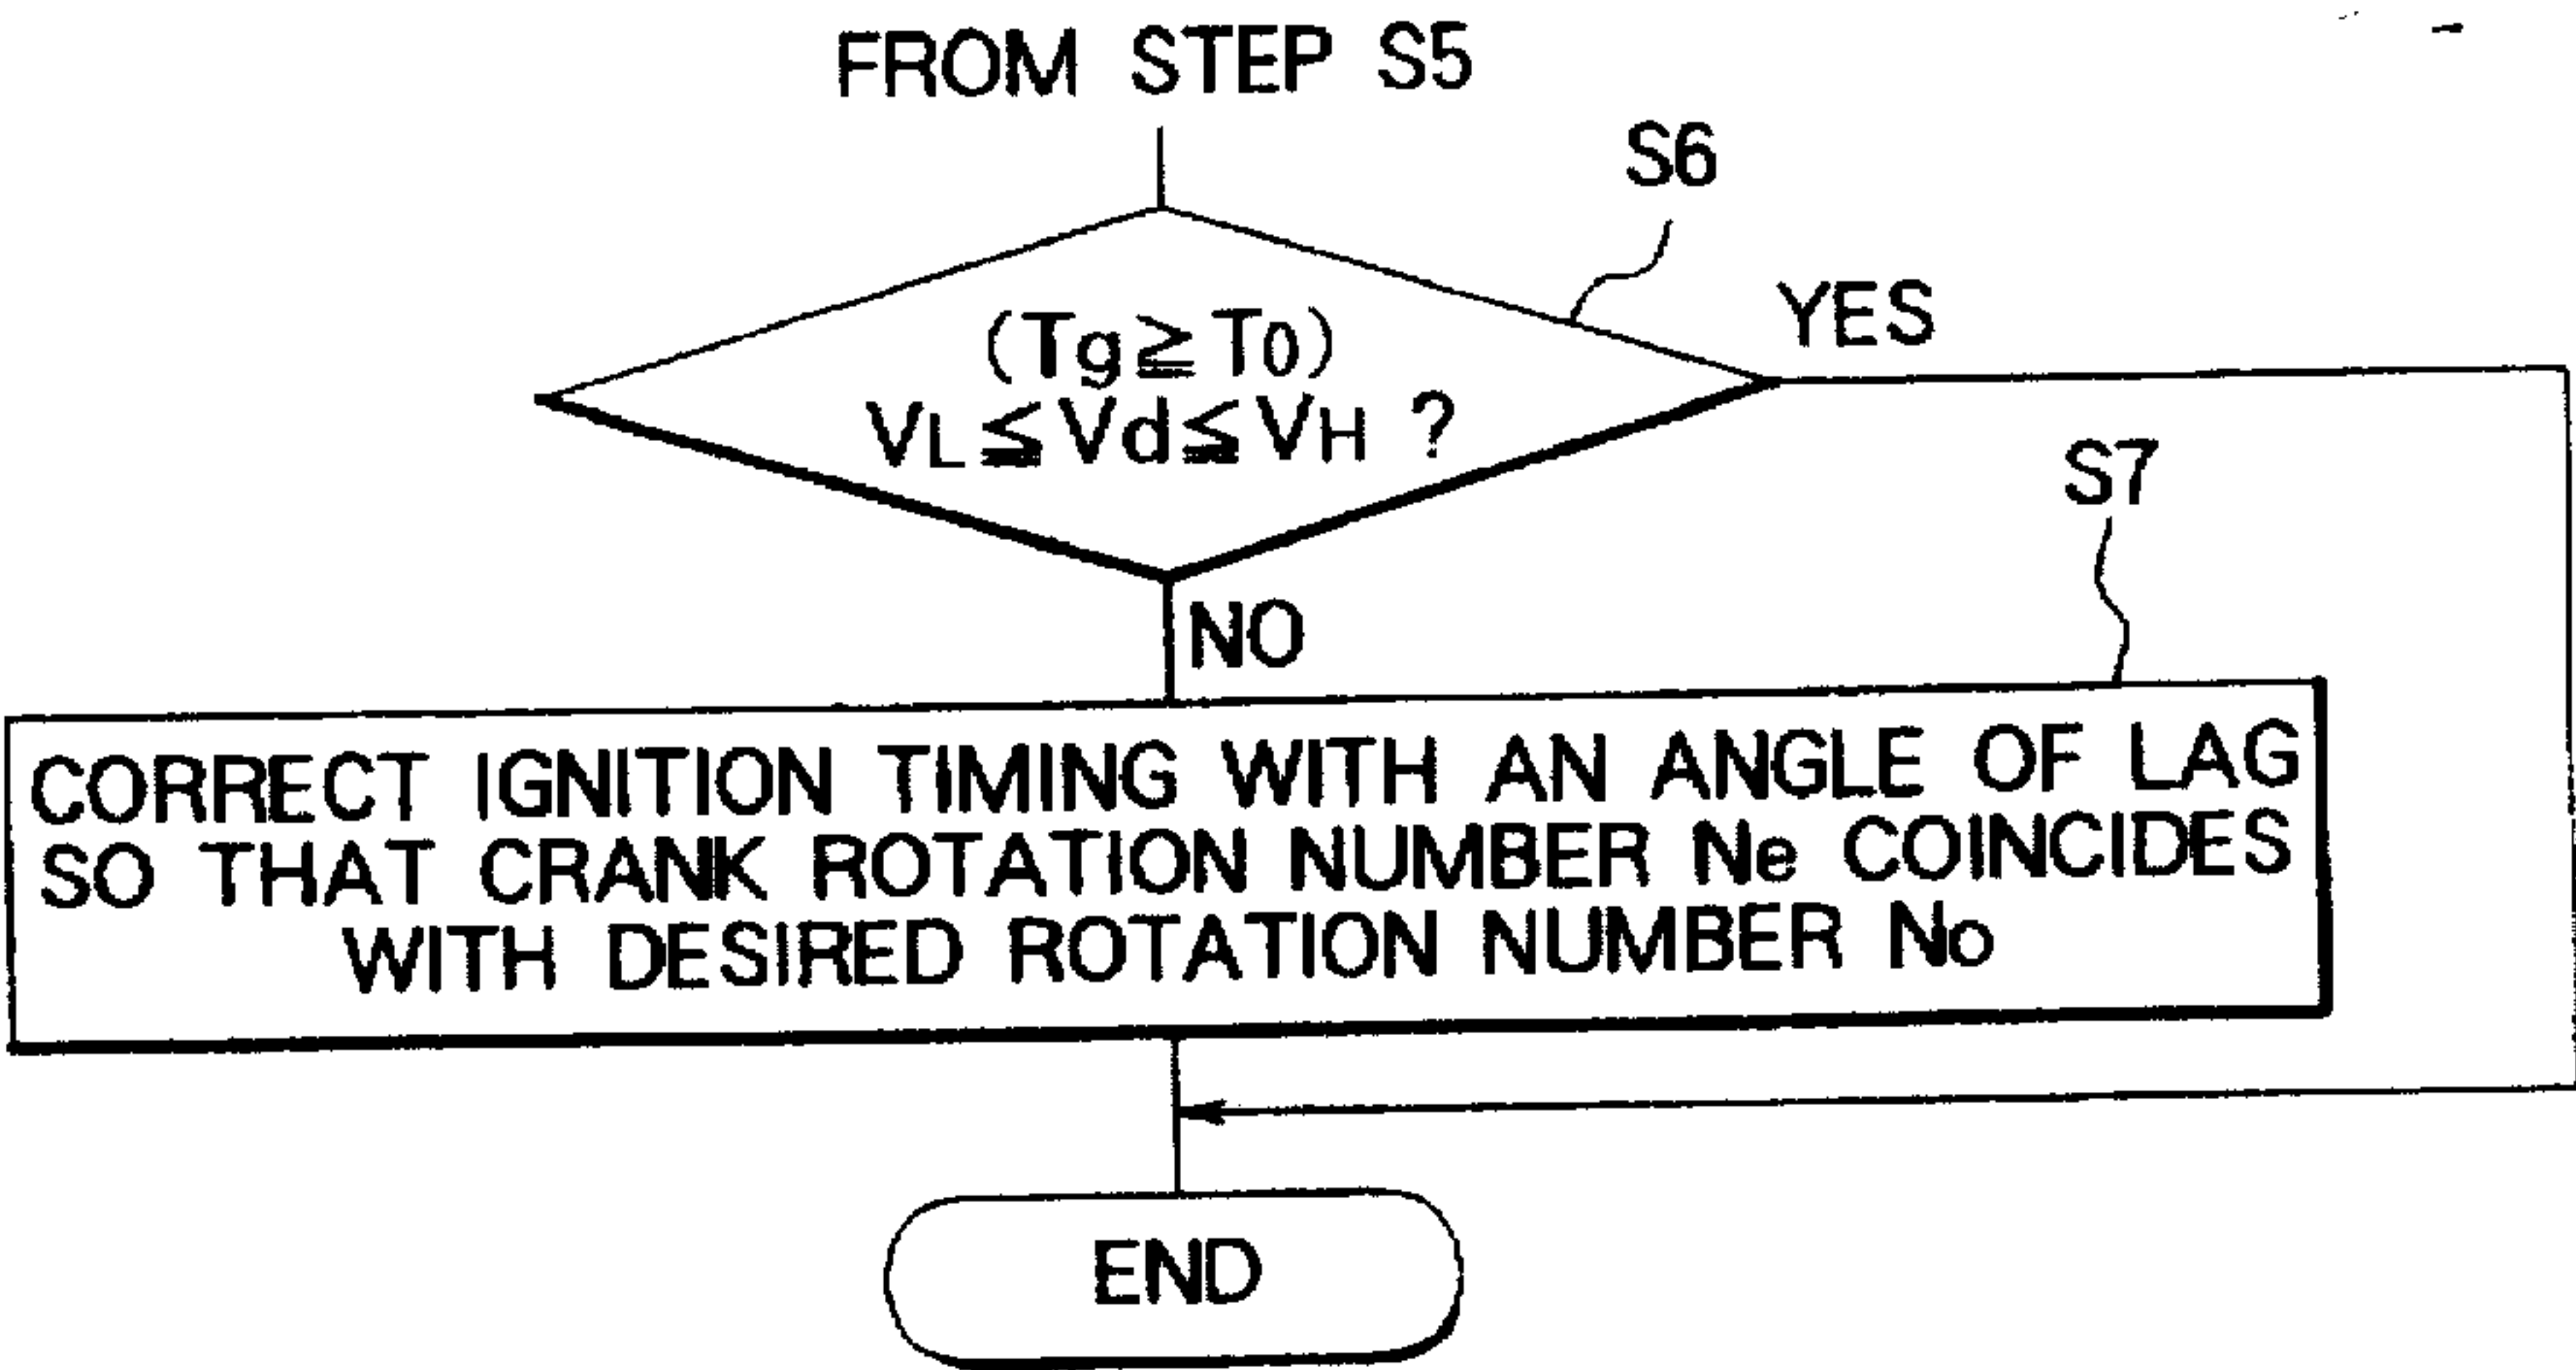 FROM STEP S5
S6
(Tg≧T0)
VL≦Vd≦VH ?
YES
S7
NO
CORRECT IGNITION TIMING WITH AN ANGLE OF LAG
SO THAT CRANK ROTATION NUMBER Ne COINCIDES
WITH DESIRED ROTATION NUMBER No
END